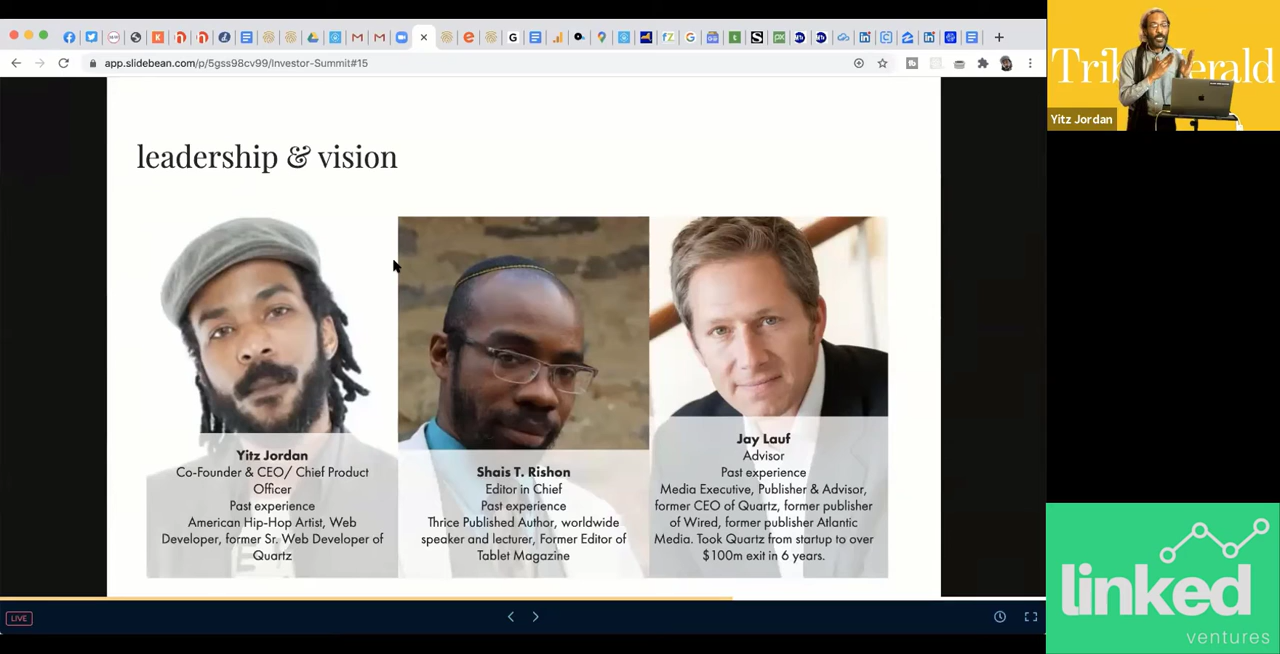 app.slidebean.com/p/5gss98cv99/Investor-Summit#15
leadership & vision
Yitz Jordan
Co-Founder & CEO/ Chief Product
Officer
Past experience
American Hip-Hop Artist, Web
Developer, former Sr. Web Developer of
Quartz
Shais T. Rishon
Editor in Chief
Past experience
Thrice Published Author, worldwide
speaker and lecturer, Former Editor of
Tablet Magazine
Jay Lauf
Advisor
Past experience
Media Executive, Publisher & Advisor,
former CEO of Quartz, former publisher
of Wired, former publisher Atlantic
Media. Took Quartz from startup to over
$100m exit in 6 years.
LIVE
Yitz Jordan
linked
ventures